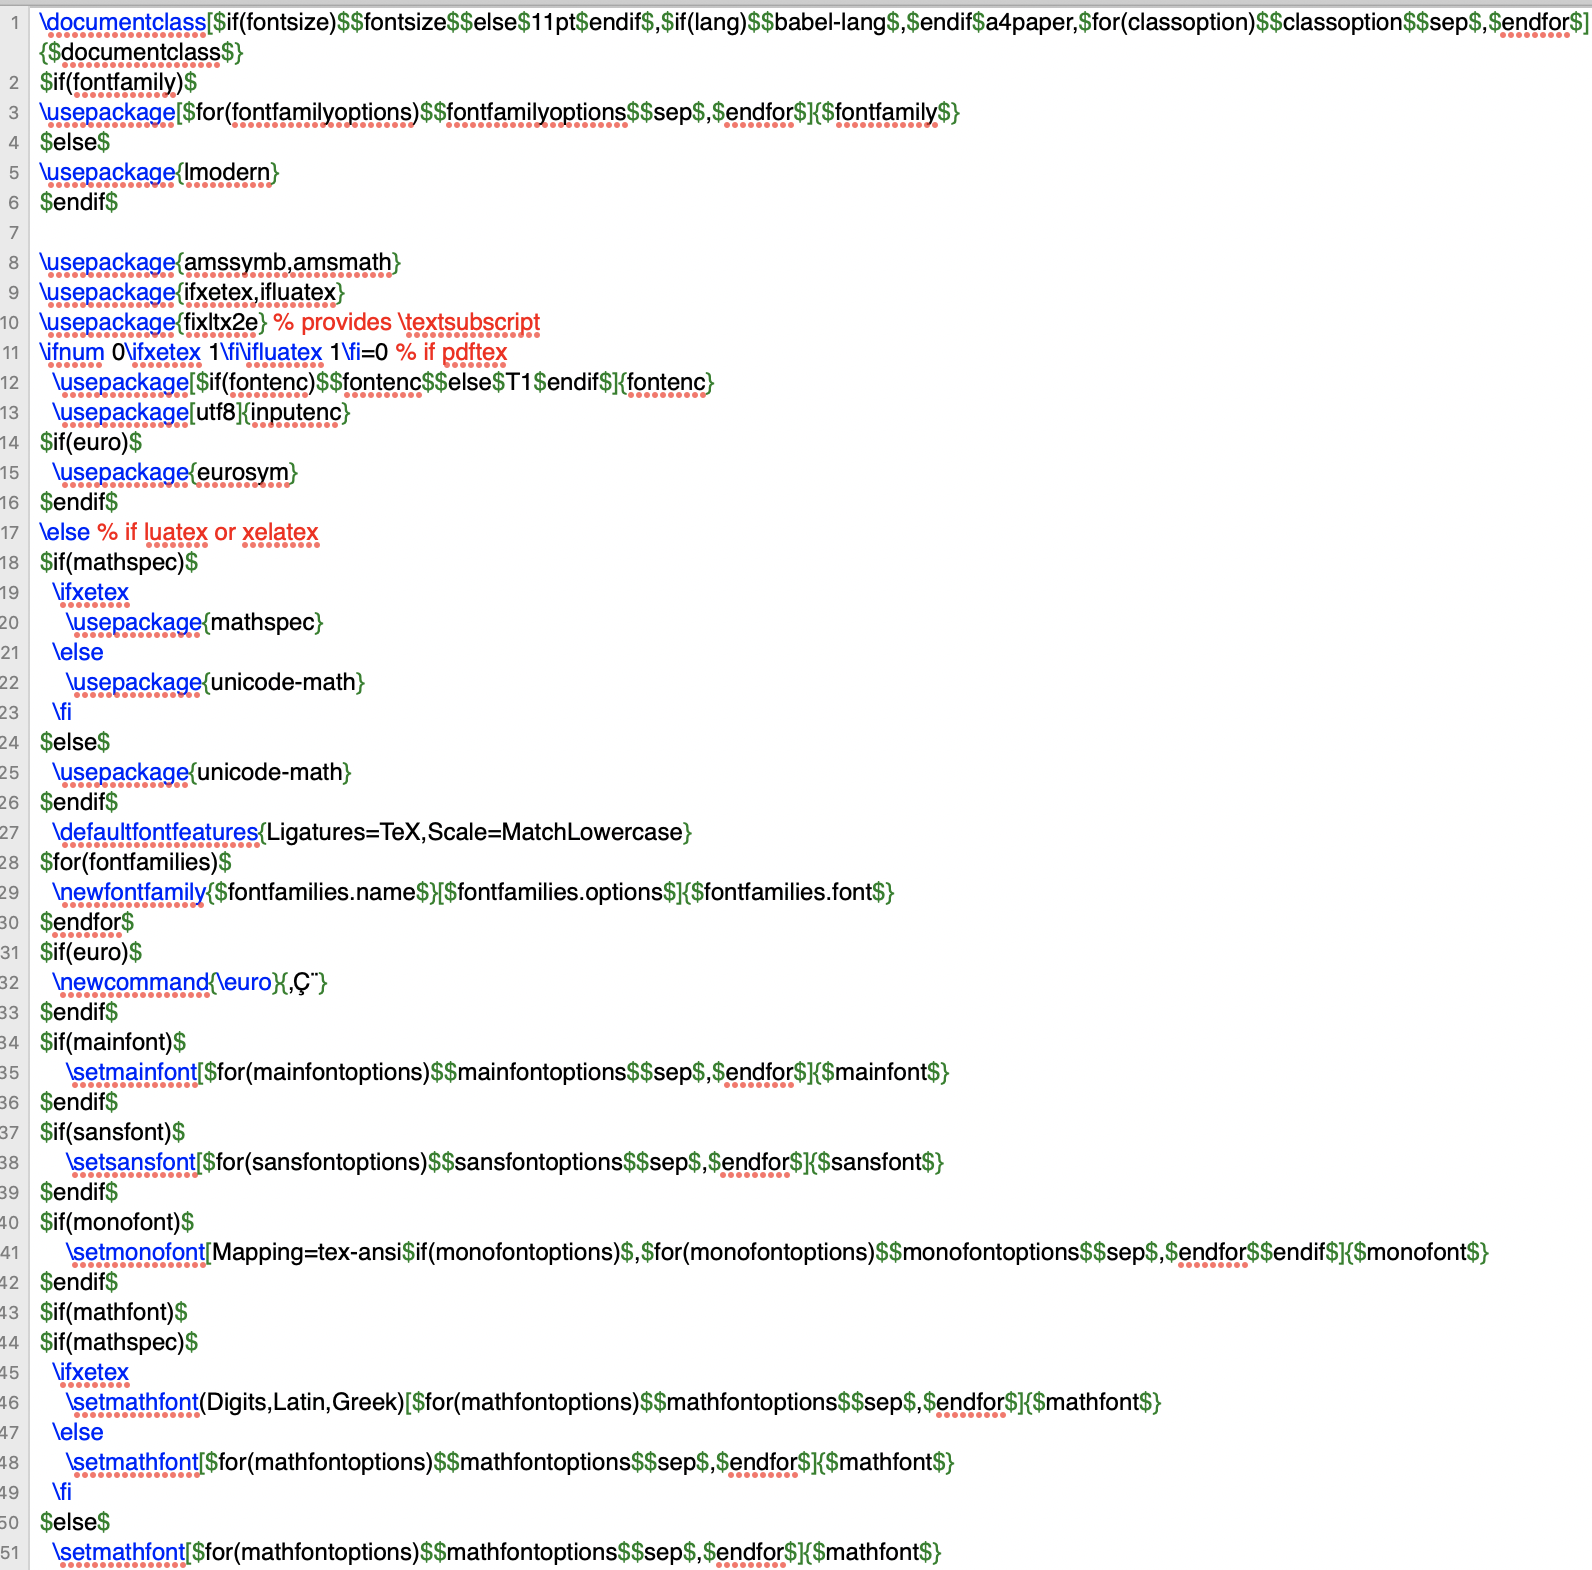 1 \documentclass[$if(fontsize)$$fontsize$$else$11pt$endif$,$if(lang)$$babel-lang$,$endif$a4paper,$for(classoption)$$classoption$$sep$,$endfor$]
{$documentclass$}
2 $if(fontfamily)$
3 \usepackage[$for(fontfamilyoptions)$$fontfamilyoptions$$sep$,$endfor$]{$fontfamily$}
4 $else$
5 \usepackage{lmodern}
6 $endif$
7
8 \usepackage{amssymb,amsmath}
9 \usepackage{ifxetex,ifluatex}
10 \usepackage{fixltx2e} % provides \textsubscript
11 \ifnum 0\ifxetex 1\fi\ifluatex 1\fi=0 % if pdftex
12   \usepackage[$if(fontenc)$$fontenc$$else$T1$endif$]{fontenc}
13   \usepackage[utf8]{inputenc}
14 $if(euro)$
15   \usepackage{eurosym}
16 $endif$
17 \else % if luatex or xelatex
18 $if(mathspec)$
19   \ifxetex
20     \usepackage{mathspec}
21   \else
22     \usepackage{unicode-math}
23   \fi
24 $else$
25   \usepackage{unicode-math}
26 $endif$
27   \defaultfontfeatures{Ligatures=TeX,Scale=MatchLowercase}
28 $for(fontfamilies)$
29   \newfontfamily{$fontfamilies.name$}[$fontfamilies.options$]{$fontfamilies.font$}
30 $endfor$
31 $if(euro)$
32   \newcommand{\euro}{‚Ç¨}
33 $endif$
34 $if(mainfont)$
35     \setmainfont[$for(mainfontoptions)$$mainfontoptions$$sep$,$endfor$]{$mainfont$}
36 $endif$
37 $if(sansfont)$
38     \setsansfont[$for(sansfontoptions)$$sansfontoptions$$sep$,$endfor$]{$sansfont$}
39 $endif$
40 $if(monofont)$
41     \setmonofont[Mapping=tex-ansi$if(monofontoptions)$,$for(monofontoptions)$$monofontoptions$$sep$,$endfor$$endif$]{$monofont$}
42 $endif$
43 $if(mathfont)$
44 $if(mathspec)$
45   \ifxetex
46     \setmathfont(Digits,Latin,Greek)[$for(mathfontoptions)$$mathfontoptions$$sep$,$endfor$]{$mathfont$}
47   \else
48     \setmathfont[$for(mathfontoptions)$$mathfontoptions$$sep$,$endfor$]{$mathfont$}
49   \fi
50 $else$
51   \setmathfont[$for(mathfontoptions)$$mathfontoptions$$sep$,$endfor$]{$mathfont$}